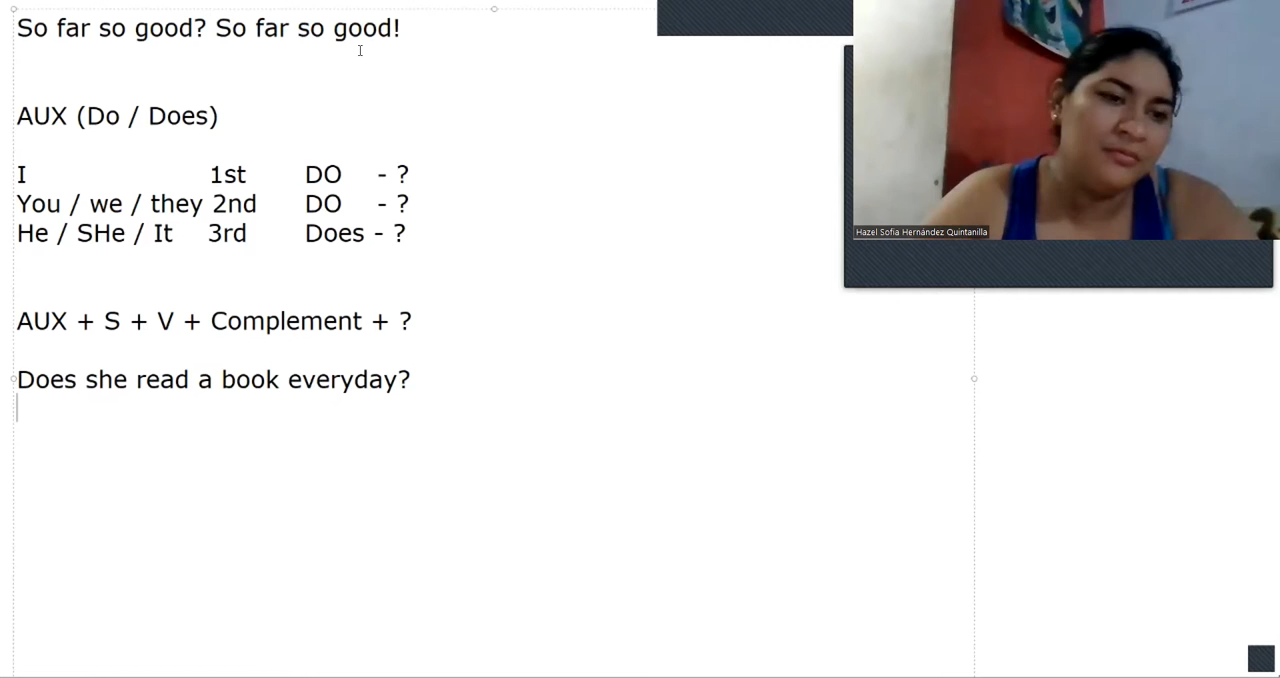 So far so good? So far so good!
AUX (Do / Does)
I 1st DO - ?
You / we / they 2nd DO - ?
He / SHe / It 3rd Does - ?
AUX + S + V + Complement + ?
Does she read a book everyday?
Hazel Sofia Hernández Quintanilla